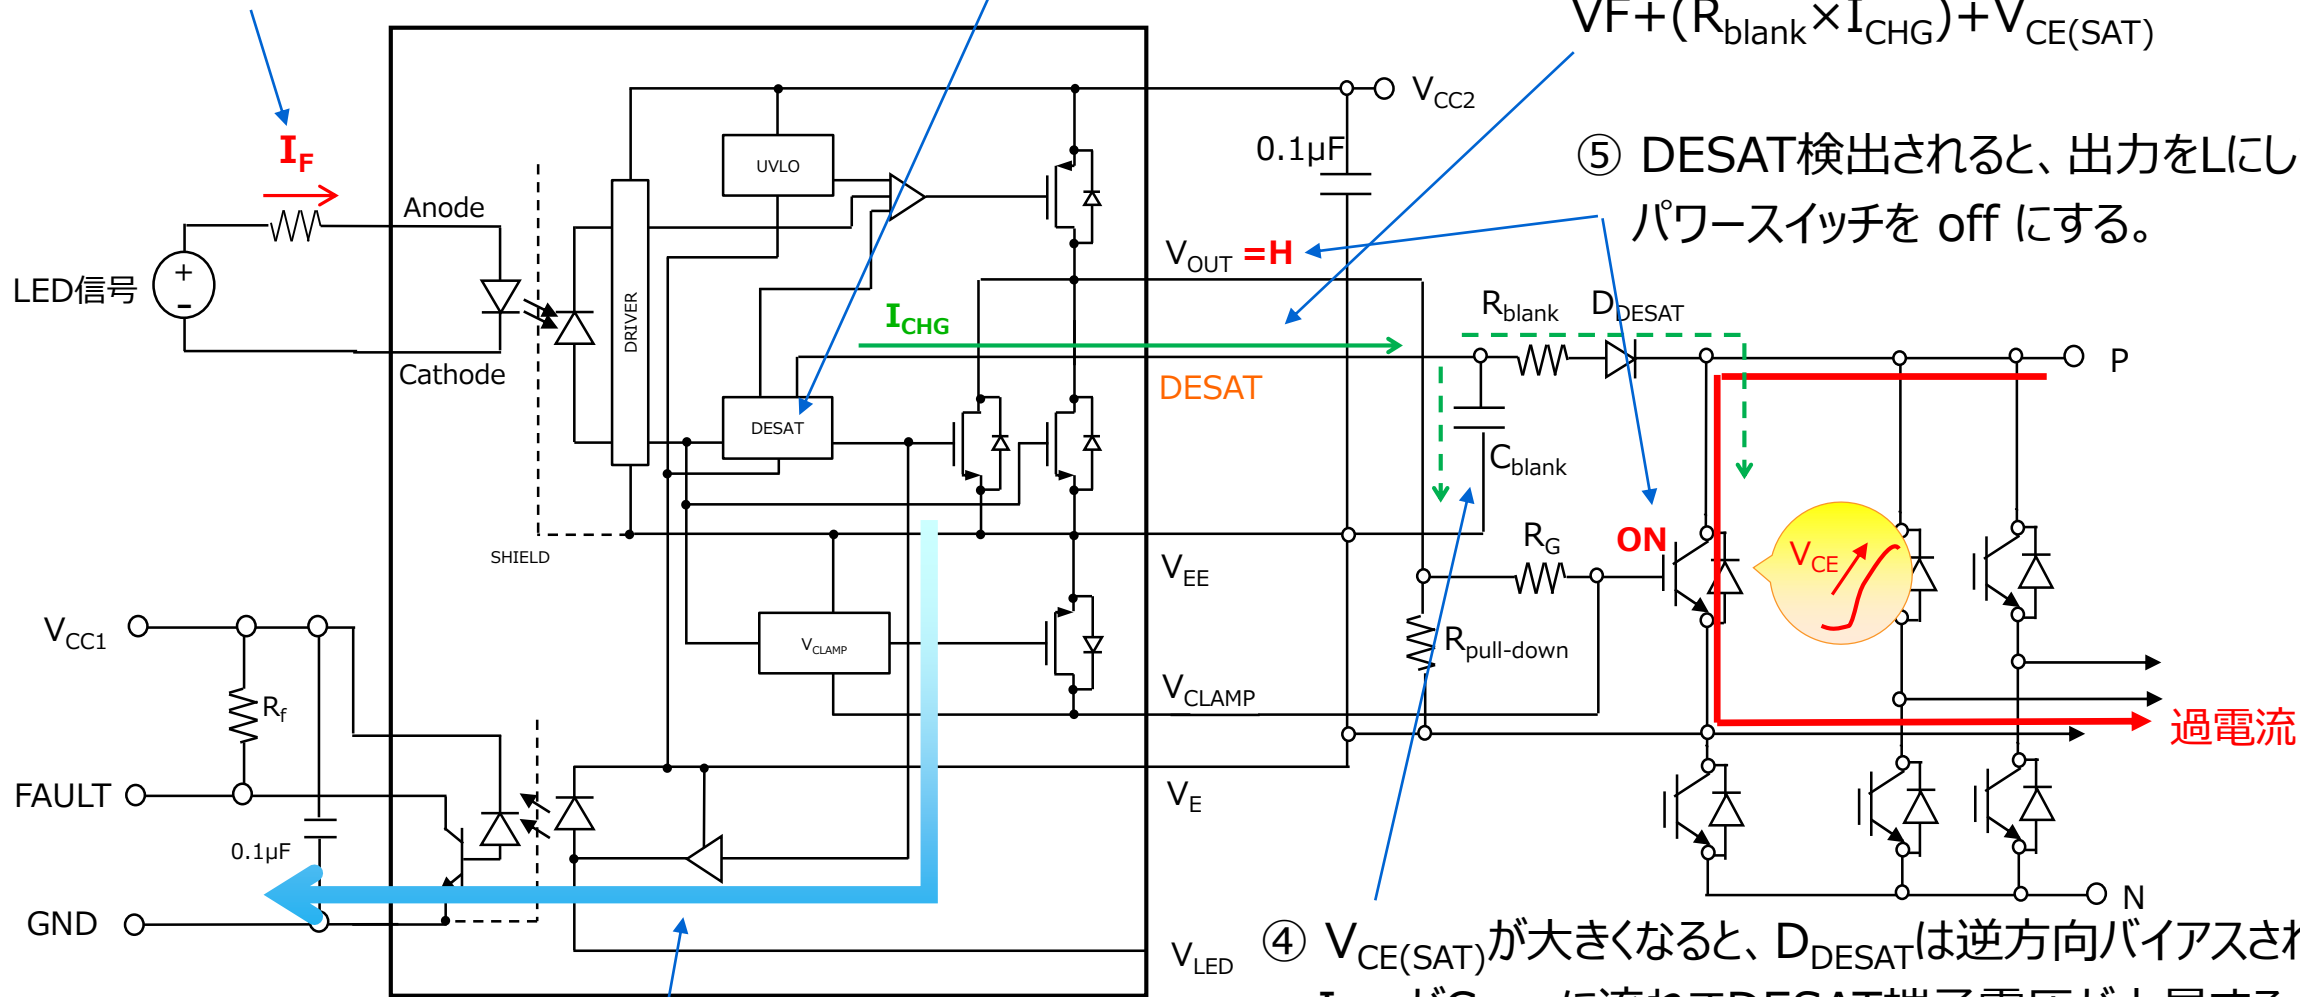 VF+(Rblank×ICHG)+VCE(SAT)
VCC2
0.1μF
⑤ DESAT検出されると、出力をLにし
パワースイッチを off にする。
IF
UVLO
Anode
VOUT =H
LED信号
+
-
DRIVER
ICHG
Rblank
DDESAT
P
Cathode
DESAT
DESAT
Cblank
SHIELD
VEE
RG
ON
VCE
VCC1
VCLAMP
Rpull-down
VCLAMP
Rf
過電流
FAULT
VE
0.1μF
GND
N
VLED
④ VCE(SAT)が大きくなると、DDESATは逆方向バイアスされ